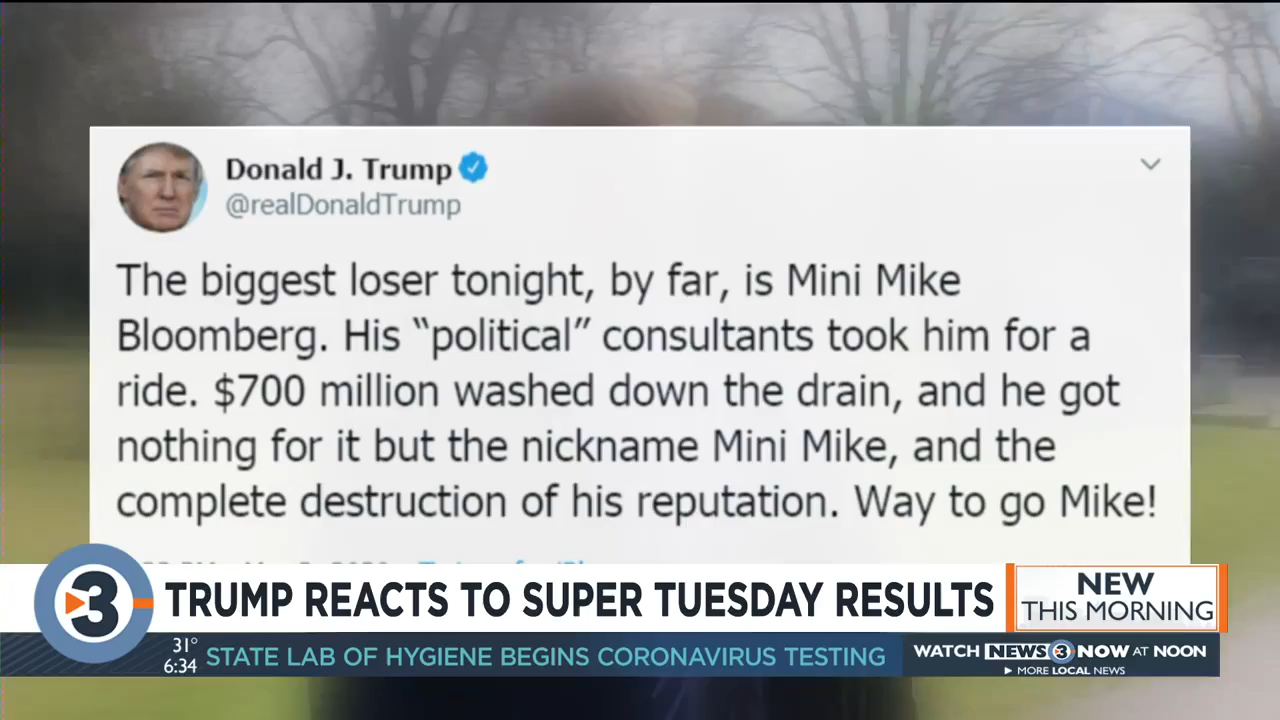 Donald J. Trump
@realDonaldTrump
The biggest loser tonight, by far, is Mini Mike
Bloomberg. His “political” consultants took him for a
ride. $700 million washed down the drain, and he got
nothing for it but the nickname Mini Mike, and the
complete destruction of his reputation. Way to go Mike!
3
TRUMP REACTS TO SUPER TUESDAY RESULTS
NEW
THIS MORNING
31°
6:34
STATE LAB OF HYGIENE BEGINS CORONAVIRUS TESTING
WATCH NEWS 3 NOW AT NOON
▶ MORE LOCAL NEWS